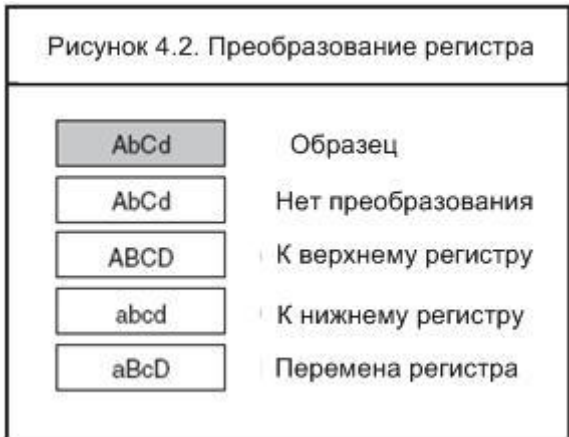 Рисунок 4.2. Преобразование регистра
AbCd Образец
AbCd Нет преобразования
ABCD К верхнему регистру
abcd К нижнему регистру
aBcD Перемена регистра